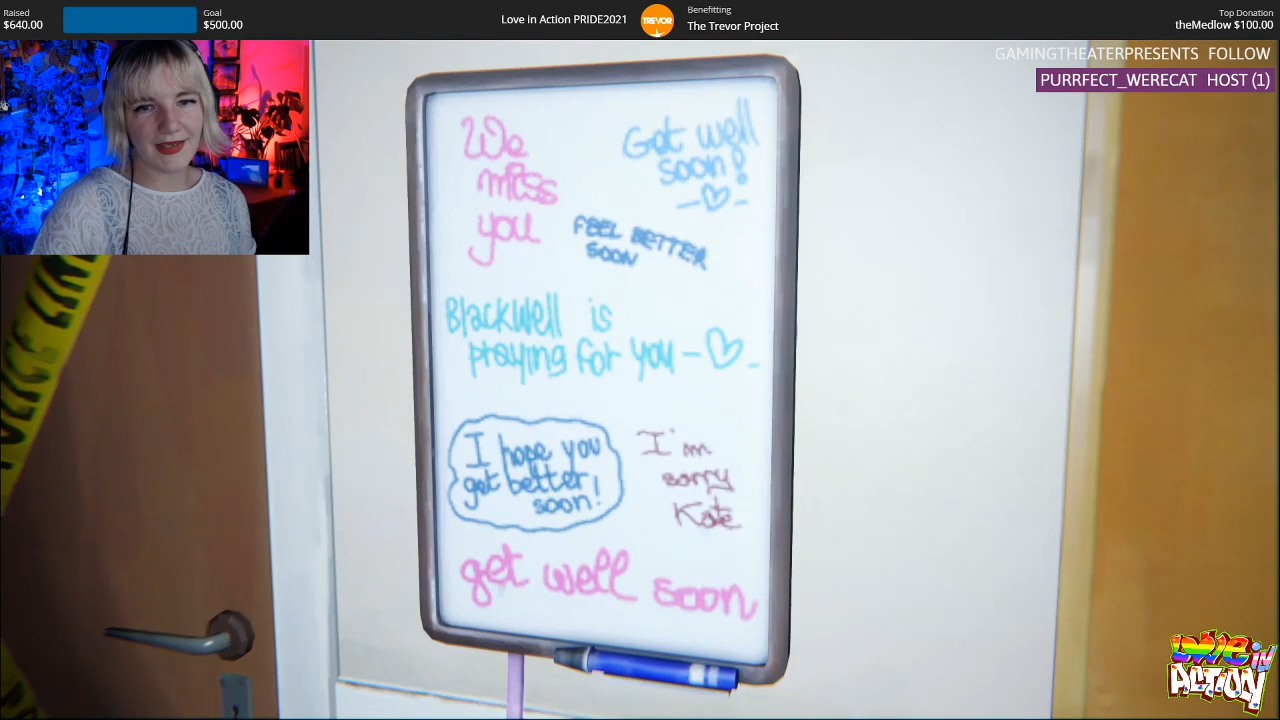 Raised
$640.00
Goal
$500.00
Love in Action PRIDE2021
TREVOR
Benefitting
The Trevor Project
Top Donation
theMedlow $100.00
GAMINGTHEATERPRESENTS FOLLOW
PURRFECT_WERECAT HOST (1)
We
miss
you
Get well
soon!
FEEL BETTER
SOON
Blackwell is
praying for you
I hope you
get better
soon!
I'm
sorry
Kate
get well soon
POLICE LIN
LOVE in
ACTION